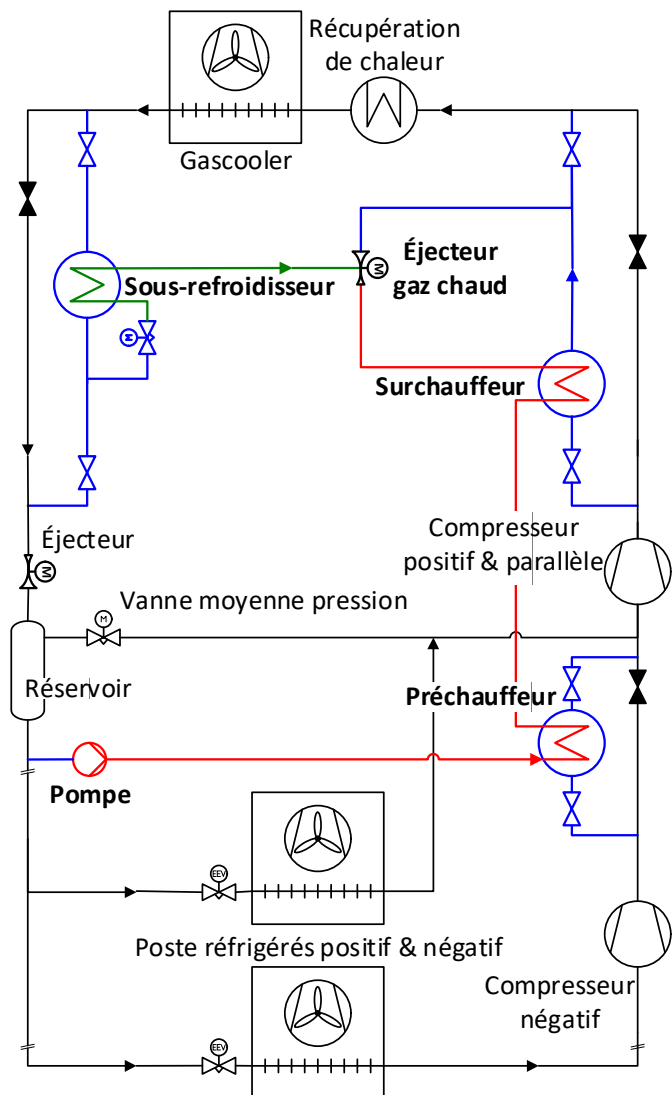 Récupération
de chaleur
Gascooler
Éjecteur
gaz chaud
M
Sous-refroidisseur
M
Surchauffeur
Compresseur
positif & parallèle
Éjecteur
M
Vanne moyenne pression
M
Réservoir
Préchauffeur
Pompe
EEV
Poste réfrigérés positif & négatif
Compresseur
négatif
EEV